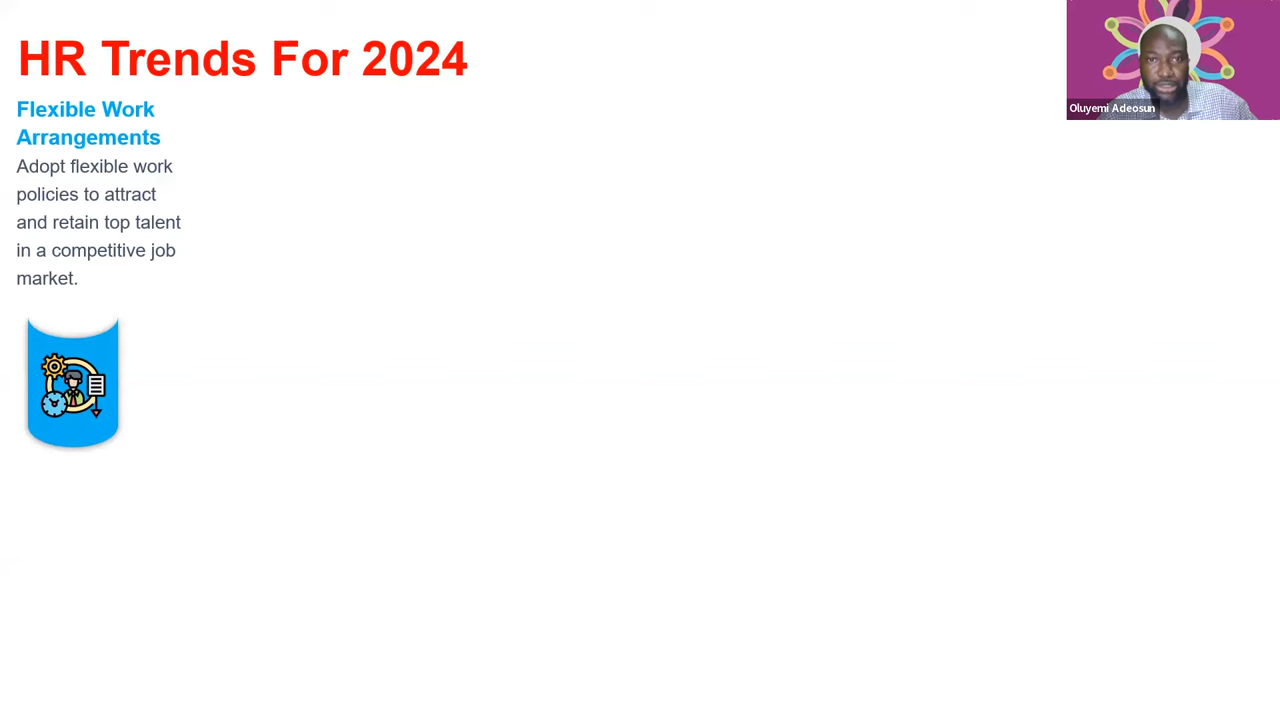 HR Trends For 2024
Flexible Work
Arrangements
Adopt flexible work
policies to attract
and retain top talent
in a competitive job
market.
Oluyemi Adeosun